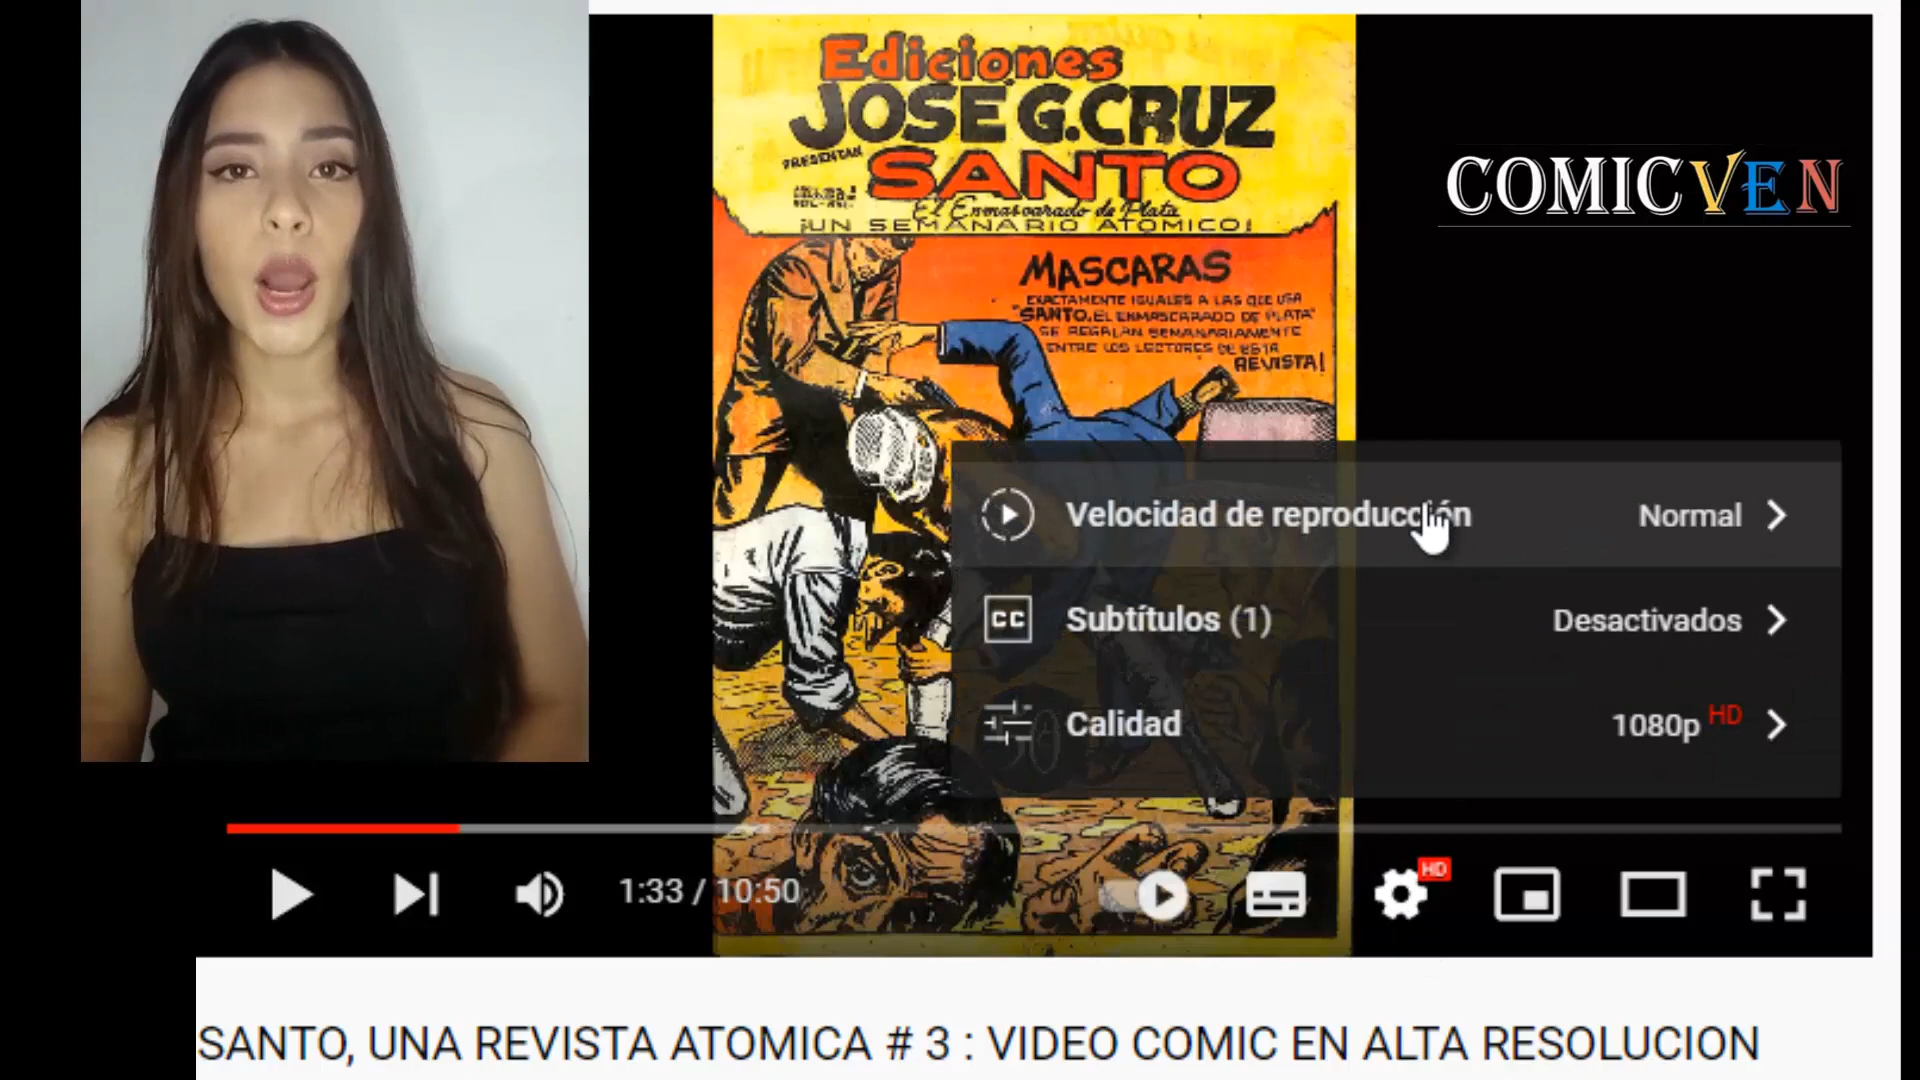 Ediciones
JOSE G. CRUZ
PRESENTAN
SANTO
El Enmascarado de Plata
¡UN SEMANARIO ATOMICO!
COMICVEN
MASCARAS
EXACTAMENTE IGUALES A LAS QUE USA
"SANTO, EL ENMASCARADO DE PLATA"
SE REGALAN SEMANARIAMENTE
ENTRE LOS LECTORES DE ESTA
REVISTA!
Velocidad de reproducción Normal
CC Subtítulos (1) Desactivados
Calidad 1080p HD
1:33 / 10:50
HD
SANTO, UNA REVISTA ATOMICA # 3 : VIDEO COMIC EN ALTA RESOLUCION